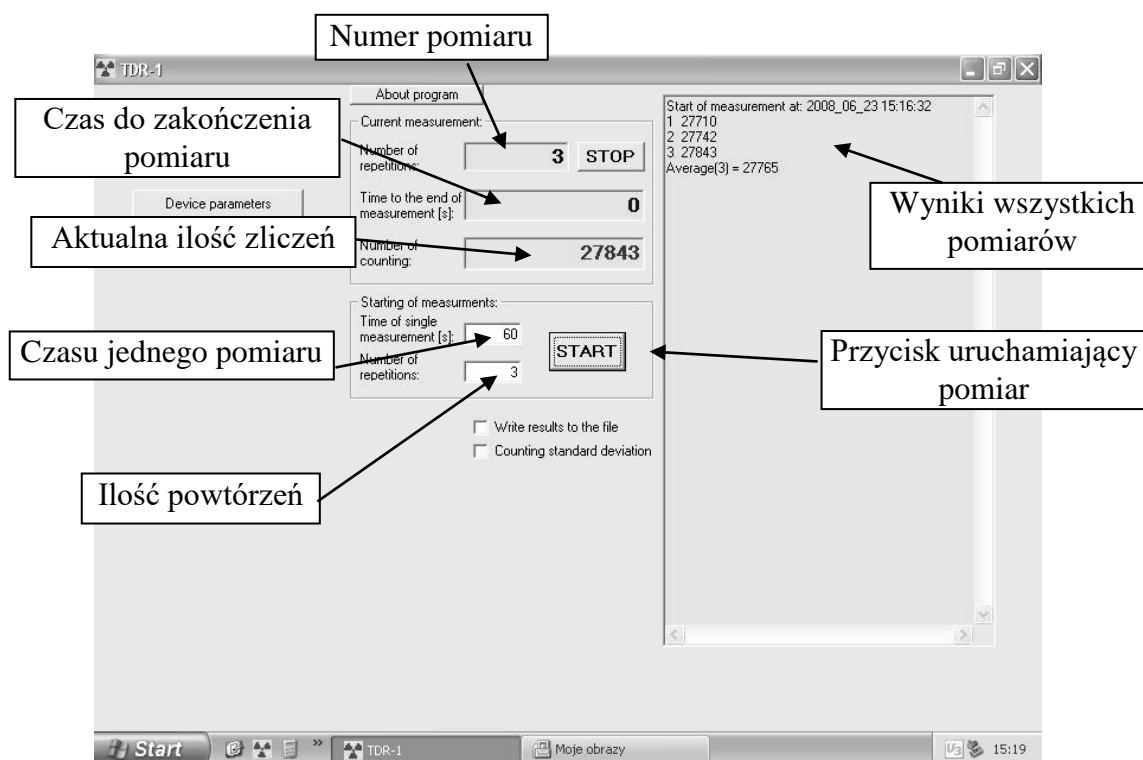 Numer pomiaru
TDR-1
About program
Czas do zakończenia
pomiaru
Current measurement:
Number of
repetitions:
3
STOP
Time to the end of
measurement [s]:
0
Device parameters
Aktualna ilość zliczeń
Number of
counting:
27843
Start of measurement at: 2008_06_23 15:16:32
1 27710
2 27742
3 27843
Average(3) = 27765
Wyniki wszystkich
pomiarów
Starting of measurments:
Time of single
measurement [s]:
60
Czasu jednego pomiaru
Number of
repetitions:
3
START
Przycisk uruchamiający
pomiar
Write results to the file
Counting standard deviation
Ilość powtórzeń
Start
»
TDR-1
Moje obrazy
U3
15:19